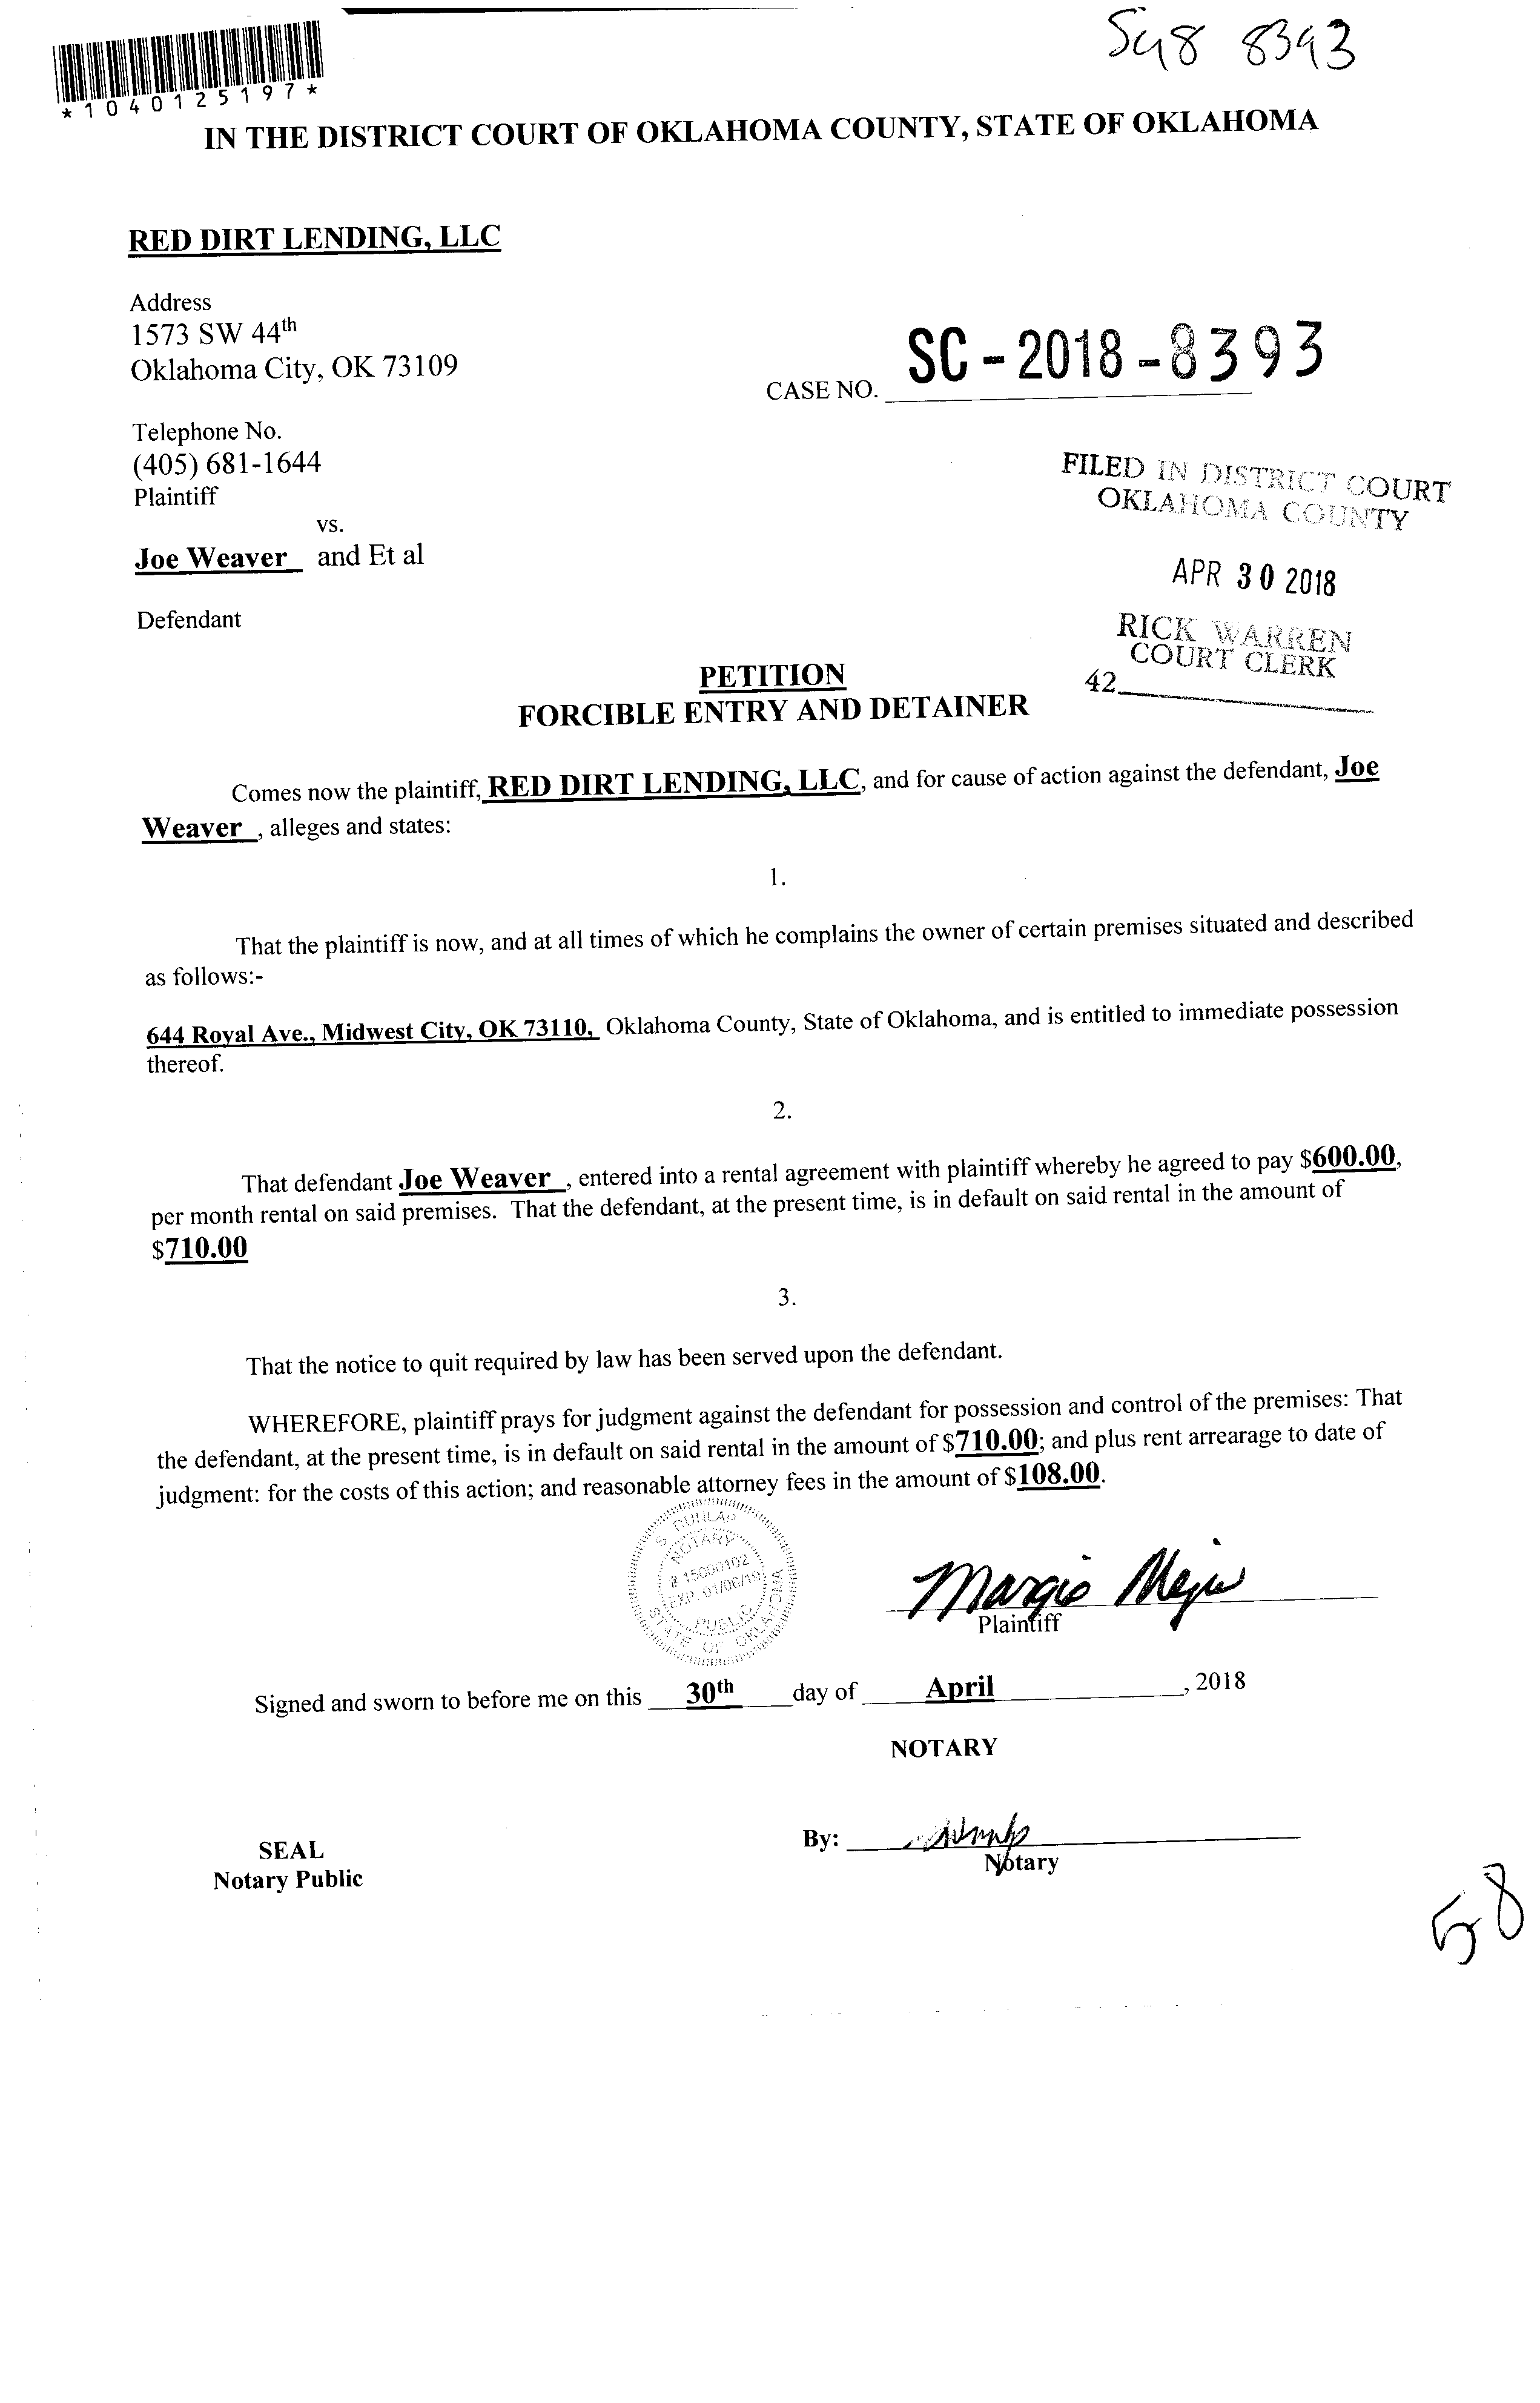 *1040125197*
548 8393
IN THE DISTRICT COURT OF OKLAHOMA COUNTY, STATE OF OKLAHOMA
RED DIRT LENDING, LLC
Address
1573 SW 44th
Oklahoma City, OK 73109
CASE NO. SC-2018-8393
Telephone No.
(405) 681-1644
Plaintiff
vs.
Joe Weaver and Et al
Defendant
FILED IN DISTRICT COURT
OKLAHOMA COUNTY
APR 30 2018
RICK WARREN
COURT CLERK
42
PETITION
FORCIBLE ENTRY AND DETAINER
Comes now the plaintiff, RED DIRT LENDING, LLC, and for cause of action against the defendant, Joe
Weaver , alleges and states:
1.
That the plaintiff is now, and at all times of which he complains the owner of certain premises situated and described
as follows:-
644 Royal Ave., Midwest City, OK 73110, Oklahoma County, State of Oklahoma, and is entitled to immediate possession
thereof.
2.
That defendant Joe Weaver , entered into a rental agreement with plaintiff whereby he agreed to pay $600.00,
per month rental on said premises. That the defendant, at the present time, is in default on said rental in the amount of
$710.00
3.
That the notice to quit required by law has been served upon the defendant.
WHEREFORE, plaintiff prays for judgment against the defendant for possession and control of the premises: That
the defendant, at the present time, is in default on said rental in the amount of $710.00; and plus rent arrearage to date of
judgment: for the costs of this action; and reasonable attorney fees in the amount of $108.00.
S DUNLAP
NOTARY
# 15000102
EXP. 01/06/19
PUBLIC
STATE OF OKLAHOMA
Plaintiff
Signed and sworn to before me on this 30th day of April , 2018
NOTARY
By:
Notary
SEAL
Notary Public
58